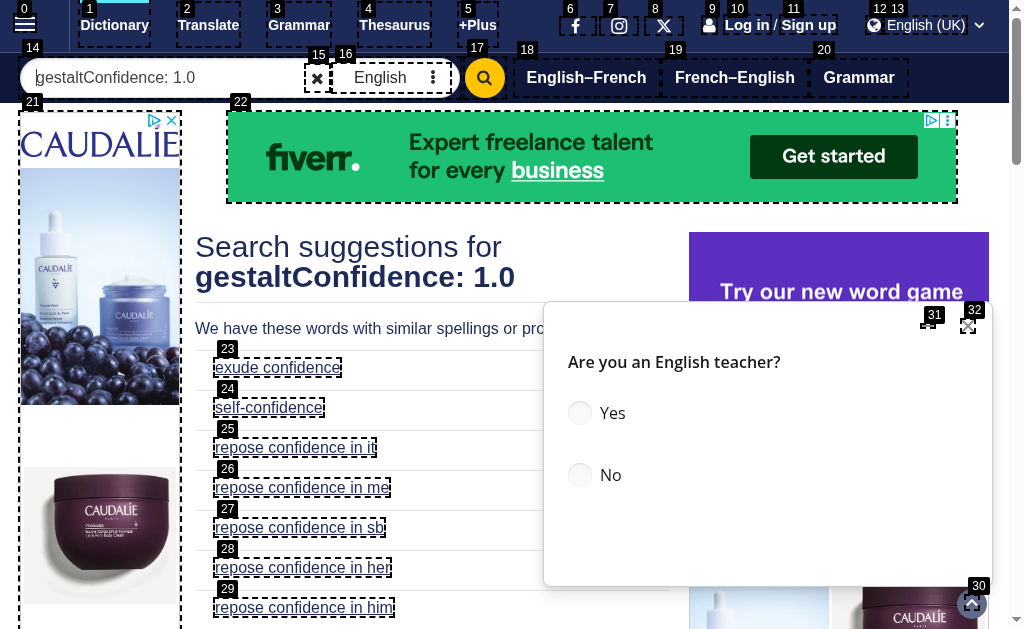 0
1
2
3
4
5
6
7
8
9
10
11
12
13
Dictionary
Translate
Grammar
Thesaurus
+Plus
Log in / Sign up
English (UK)
14
15
16
17
18
19
20
gestaltConfidence: 1.0
English
English–French
French–English
Grammar
21
22
CAUDALÍE
fiverr.
Expert freelance talent
for every business
Get started
Search suggestions for
gestaltConfidence: 1.0
Try our new word game
We have these words with similar spellings or pro
23
exude confidence
24
self-confidence
25
repose confidence in it
26
repose confidence in me
27
repose confidence in sb
28
repose confidence in her
29
repose confidence in him
31
32
Are you an English teacher?
Yes
No
30
CAUDALÍE
CAUDALÍE
CAUDALÍE
CAUDALÍE